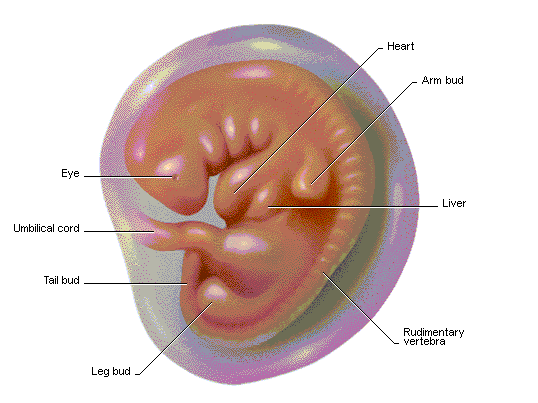 Heart
Arm bud
Eye
Liver
Umbilical cord
Tail bud
Rudimentary
vertebra
Leg bud